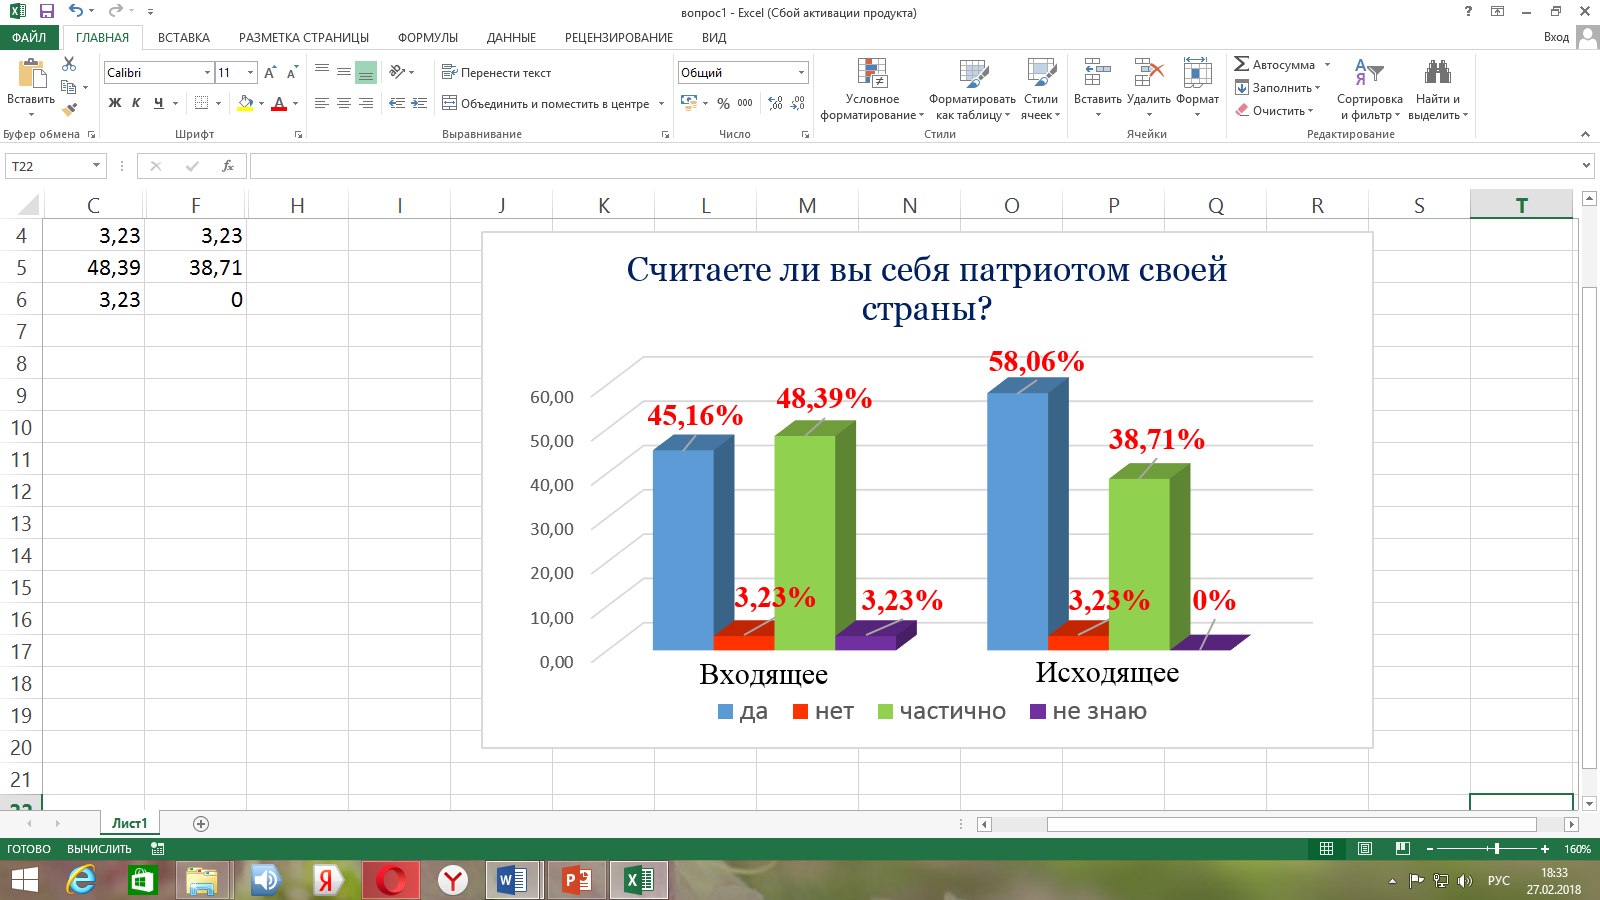 вопрос1 - Excel (Сбой активации продукта)
?
ФАЙЛ ГЛАВНАЯ ВСТАВКА РАЗМЕТКА СТРАНИЦЫ ФОРМУЛЫ ДАННЫЕ РЕЦЕНЗИРОВАНИЕ ВИД Вход
Вставить
Буфер обмена
Calibri 11
Ж К Ч
Шрифт
Перенести текст
Объединить и поместить в центре
Выравнивание
Общий
% 000
Число
Условное форматирование
Форматировать как таблицу
Стили ячеек
Стили
Вставить Удалить Формат
Ячейки
Автосумма
Заполнить
Очистить
Сортировка и фильтр
Найти и выделить
Редактирование
T22
fx
C F H I J K L M N O P Q R S T
4 3,23 3,23
5 48,39 38,71
6 3,23 0
7
8
9
10
11
12
13
14
15
16
17
18
19
20
21
22
Считаете ли вы себя патриотом своей
страны?
60,00
50,00
40,00
30,00
20,00
10,00
0,00
45,16% 3,23% 48,39% 3,23%
58,06% 3,23% 38,71% 0%
Входящее Исходящее
да нет частично не знаю
Лист1
ГОТОВО ВЫЧИСЛИТЬ 160%
РУС 18:33
27.02.2018